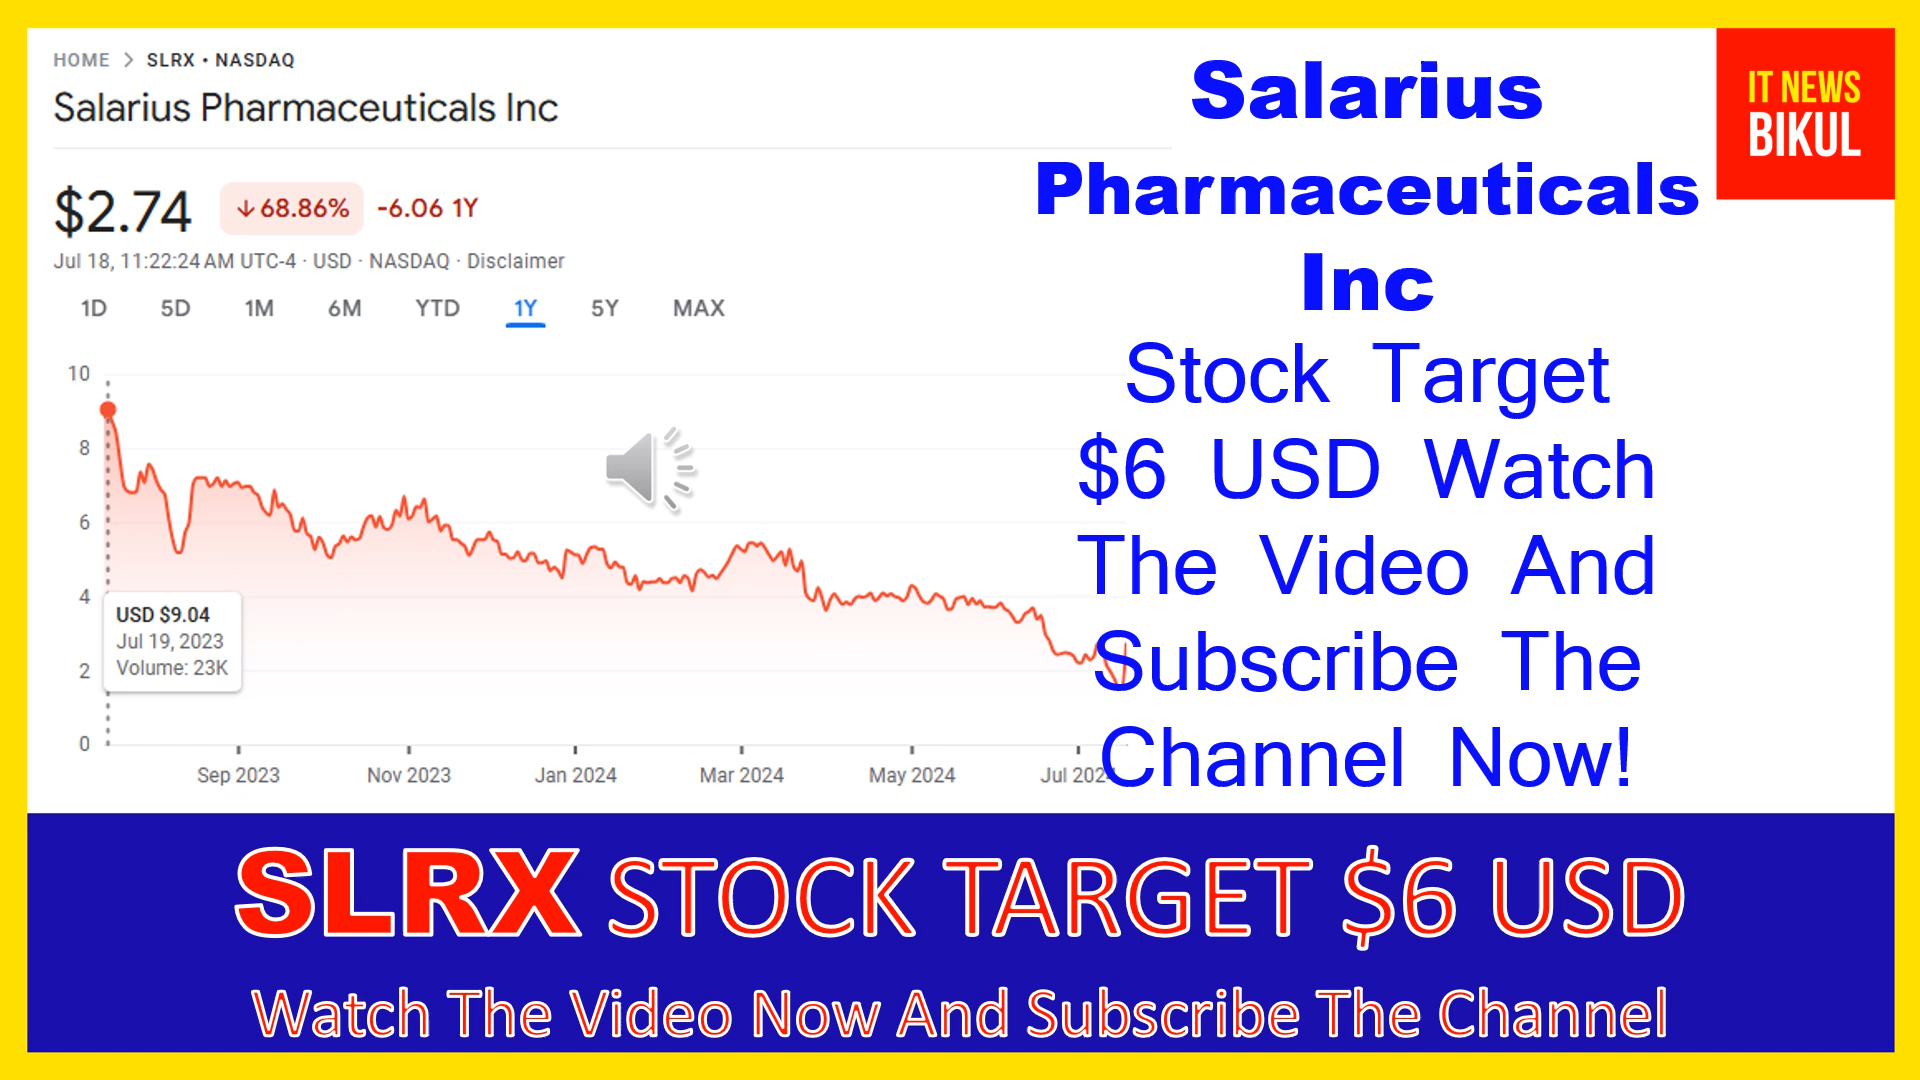 HOME > SLRX • NASDAQ
Salarius Pharmaceuticals Inc
$2.74 ↓68.86% -6.06 1Y
Jul 18, 11:22:24 AM UTC-4 · USD · NASDAQ · Disclaimer
1D 5D 1M 6M YTD 1Y 5Y MAX
10
8
6
4
2
0
USD $9.04
Jul 19, 2023
Volume: 23K
Sep 2023 Nov 2023 Jan 2024 Mar 2024 May 2024 Jul 2024
Salarius
Pharmaceuticals
Inc
Stock Target
$6 USD Watch
The Video And
Subscribe The
Channel Now!
IT NEWS
BIKUL
SLRX STOCK TARGET $6 USD
Watch The Video Now And Subscribe The Channel